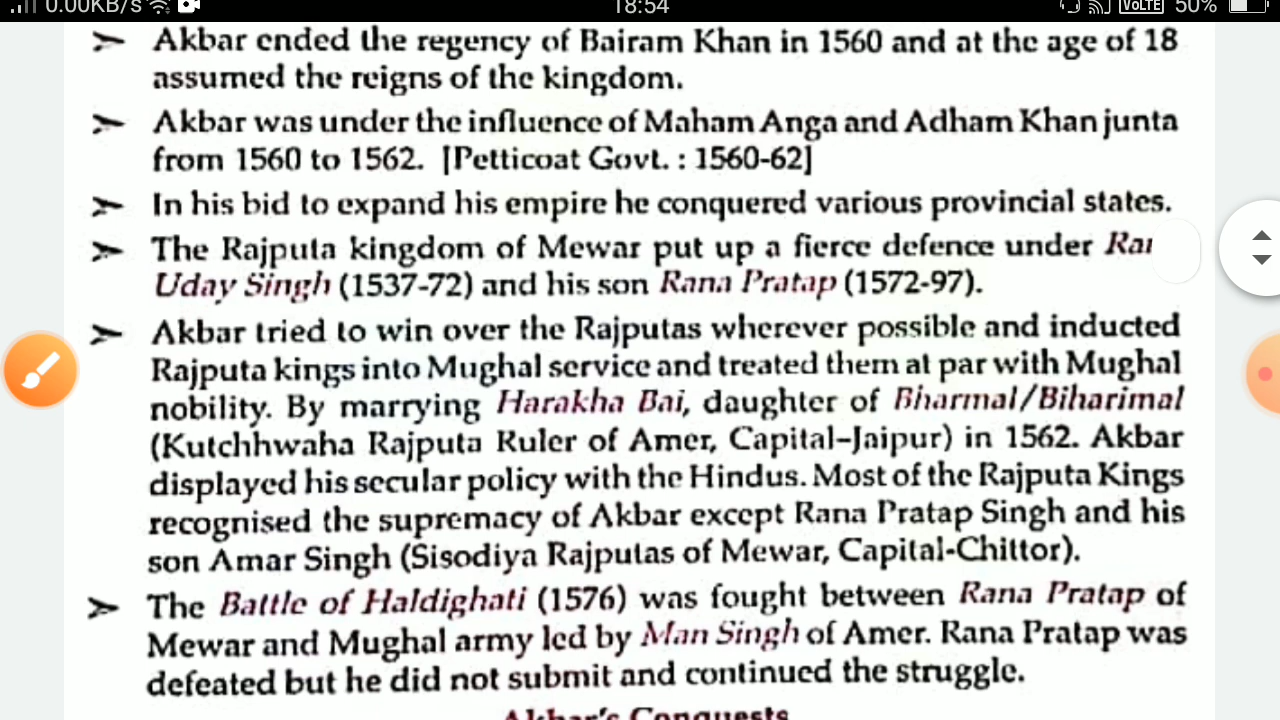 0.00KB/s 18:54 VoLTE 50%
➢ Akbar ended the regency of Bairam Khan in 1560 and at the age of 18
assumed the reigns of the kingdom.
➢ Akbar was under the influence of Maham Anga and Adham Khan junta
from 1560 to 1562. [Petticoat Govt. : 1560-62]
➢ In his bid to expand his empire he conquered various provincial states.
➢ The Rajputa kingdom of Mewar put up a fierce defence under
Uday Singh (1537-72) and his son Rana Pratap (1572-97).
➢ Akbar tried to win over the Rajputas wherever possible and inducted
Rajputa kings into Mughal service and treated them at par with Mughal
nobility. By marrying Harakha Bai, daughter of Bharmal/Biharimal
(Kutchhwaha Rajputa Ruler of Amer, Capital–Jaipur) in 1562. Akbar
displayed his secular policy with the Hindus. Most of the Rajputa Kings
recognised the supremacy of Akbar except Rana Pratap Singh and his
son Amar Singh (Sisodiya Rajputas of Mewar, Capital-Chittor).
➢ The Battle of Haldighati (1576) was fought between Rana Pratap of
Mewar and Mughal army led by Man Singh of Amer. Rana Pratap was
defeated but he did not submit and continued the struggle.
Akbar's Conquests